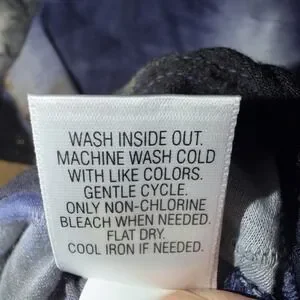 WASH INSIDE OUT.
MACHINE WASH COLD
WITH LIKE COLORS.
GENTLE CYCLE.
ONLY NON-CHLORINE
BLEACH WHEN NEEDED.
FLAT DRY.
COOL IRON IF NEEDED.